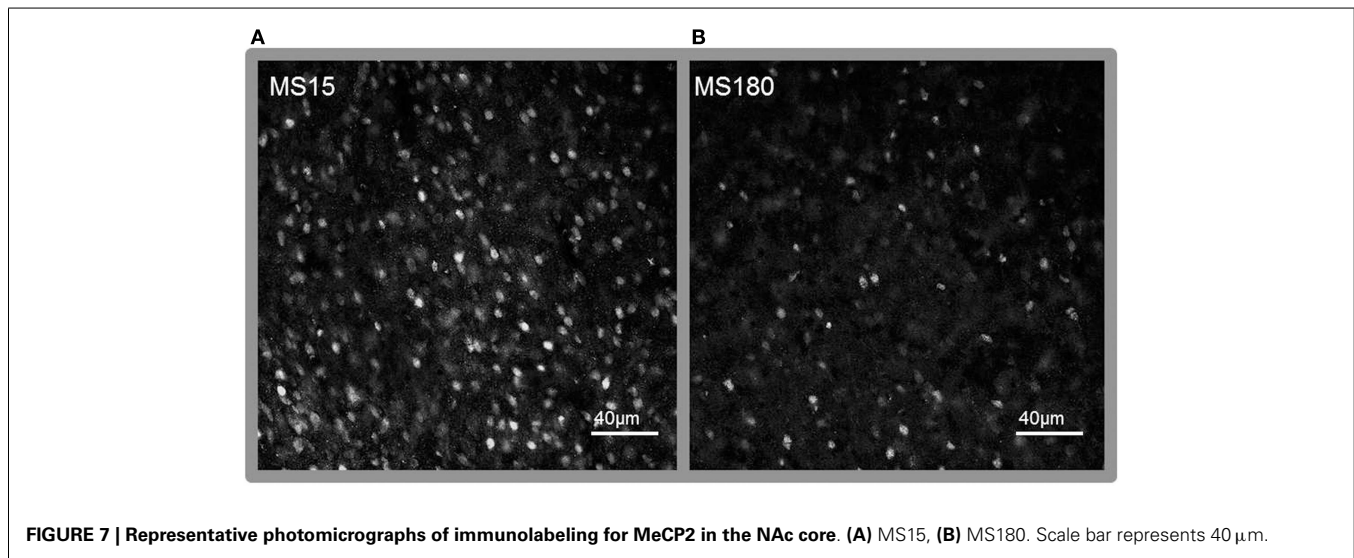 A
B
MS15
MS180
40µm
40µm
FIGURE 7 | Representative photomicrographs of immunolabeling for MeCP2 in the NAc core. (A) MS15, (B) MS180. Scale bar represents 40 µm.